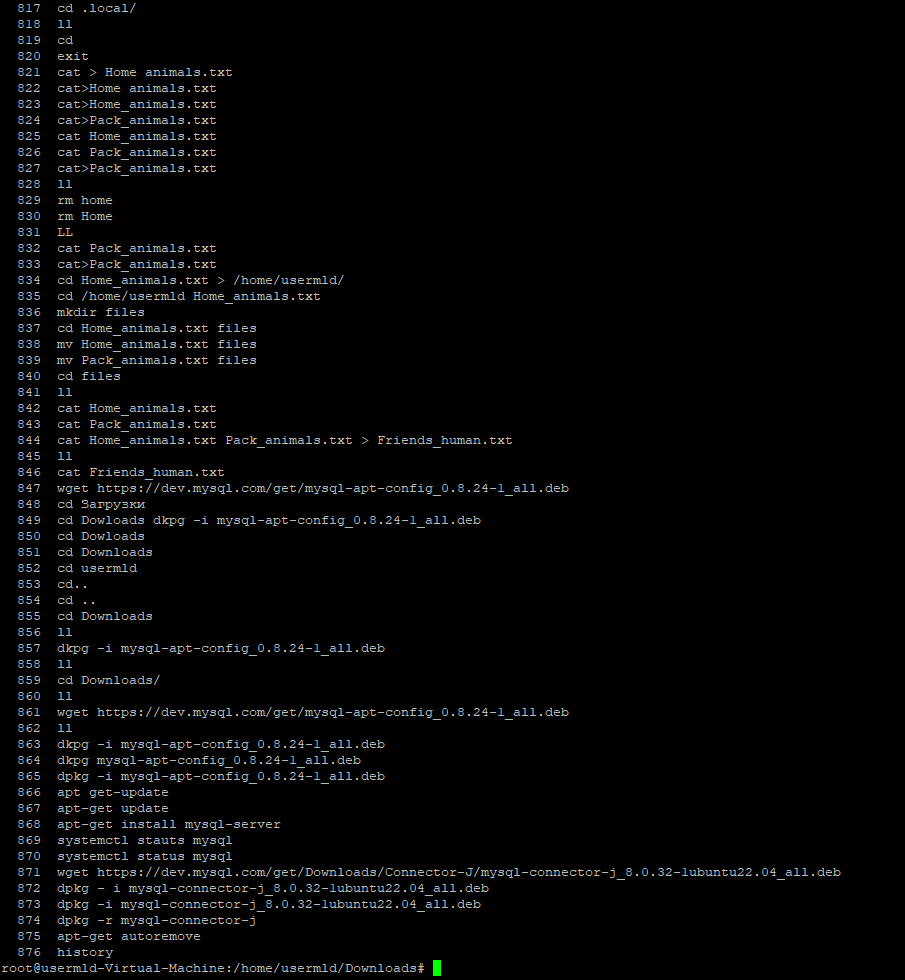 817 cd .local/
818 ll
819 cd
820 exit
821 cat > Home animals.txt
822 cat>Home animals.txt
823 cat>Home_animals.txt
824 cat>Pack_animals.txt
825 cat Home_animals.txt
826 cat Pack_animals.txt
827 cat>Pack_animals.txt
828 ll
829 rm home
830 rm Home
831 LL
832 cat Pack_animals.txt
833 cat>Pack_animals.txt
834 cd Home_animals.txt > /home/usermld/
835 cd /home/usermld Home_animals.txt
836 mkdir files
837 cd Home_animals.txt files
838 mv Home_animals.txt files
839 mv Pack_animals.txt files
840 cd files
841 ll
842 cat Home_animals.txt
843 cat Pack_animals.txt
844 cat Home_animals.txt Pack_animals.txt > Friends_human.txt
845 ll
846 cat Friends_human.txt
847 wget https://dev.mysql.com/get/mysql-apt-config_0.8.24-1_all.deb
848 cd Загрузки
849 cd Dowloads dkpg -i mysql-apt-config_0.8.24-1_all.deb
850 cd Dowloads
851 cd Downloads
852 cd usermld
853 cd..
854 cd ..
855 cd Downloads
856 ll
857 dkpg -i mysql-apt-config_0.8.24-1_all.deb
858 ll
859 cd Downloads/
860 ll
861 wget https://dev.mysql.com/get/mysql-apt-config_0.8.24-1_all.deb
862 ll
863 dkpg -i mysql-apt-config_0.8.24-1_all.deb
864 dkpg mysql-apt-config_0.8.24-1_all.deb
865 dpkg -i mysql-apt-config_0.8.24-1_all.deb
866 apt get-update
867 apt-get update
868 apt-get install mysql-server
869 systemctl stauts mysql
870 systemctl status mysql
871 wget https://dev.mysql.com/get/Downloads/Connector-J/mysql-connector-j_8.0.32-1ubuntu22.04_all.deb
872 dpkg - i mysql-connector-j_8.0.32-1ubuntu22.04_all.deb
873 dpkg -i mysql-connector-j_8.0.32-1ubuntu22.04_all.deb
874 dpkg -r mysql-connector-j
875 apt-get autoremove
876 history
root@usermld-Virtual-Machine:/home/usermld/Downloads#